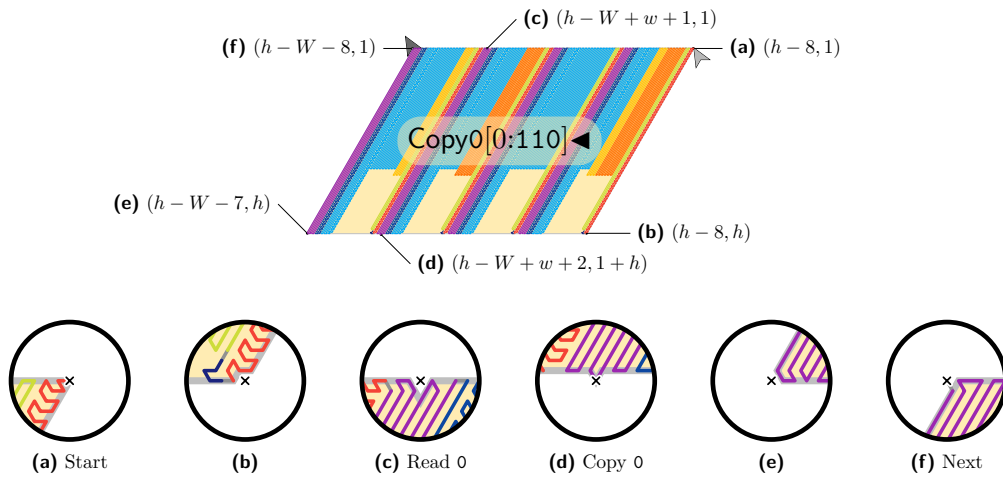 (c) (h − W + w + 1, 1)
(f) (h − W − 8, 1)
(a) (h − 8, 1)
Copy0[0:110]◄
(e) (h − W − 7, h)
(b) (h − 8, h)
(d) (h − W + w + 2, 1 + h)
(a) Start
(b)
(c) Read 0
(d) Copy 0
(e)
(f) Next